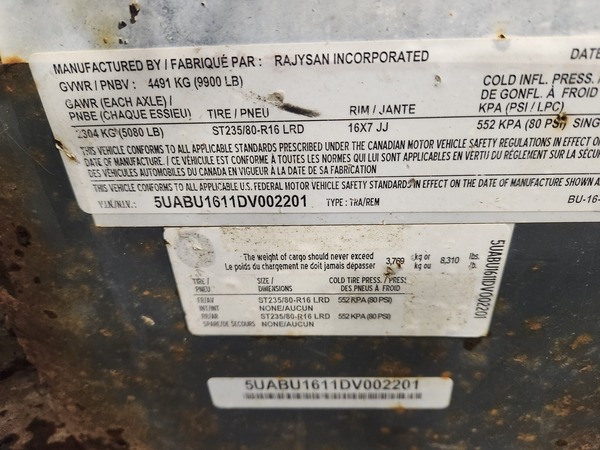 MANUFACTURED BY / FABRIQUÉ PAR : RAJYSAN INCORPORATED DATE
GVWR / PNBV : 4491 KG (9900 LB) COLD INFL. PRESS. /
DE GONFL. À FROID
GAWR (EACH AXLE) /
PNBE (CHAQUE ESSIEU) TIRE / PNEU RIM / JANTE KPA (PSI / LPC)
2304 KG (5080 LB) ST235/80-R16 LRD 16X7 JJ 552 KPA (80 PSI) SING
THIS VEHICLE CONFORMS TO ALL APPLICABLE STANDARDS PRESCRIBED UNDER THE CANADIAN MOTOR VEHICLE SAFETY REGULATIONS IN EFFECT
DATE OF MANUFACTURE. / CE VÉHICULE EST CONFORME À TOUTES LES NORMES QUI LUI SONT APPLICABLES EN VERTU DU RÈGLEMENT SUR LA SÉCU
DES VÉHICULES AUTOMOBILES DU CANADA EN VIGUEUR À LA DATE DE SA FABRICATION
THIS VEHICLE CONFORMS TO ALL APPLICABLE U.S. FEDERAL MOTOR VEHICLE SAFETY STANDARDS IN EFFECT ON THE DATE OF MANUFACTURE SHOWN A
V.I.N./N.I.V.: 5UABU1611DV002201 TYPE : TRA/REM BU-16-
The weight of cargo should never exceed
Le poids du chargement ne doit jamais dépasser 3,769 kg or kg ou 8,310 lbs. lb.
TIRE / PNEU SIZE / DIMENSIONS COLD TIRE PRESS. / PRESS DES PNEUS À FROID
FR/AV ST235/80-R16 LRD 552 KPA (80 PSI)
INT/INT NONE/AUCUN
RR/AR ST235/80-R16 LRD 552 KPA (80 PSI)
SPARE/DE SECOURS NONE/AUCUN
5UABU1611DV002201
5UABU1611DV002201